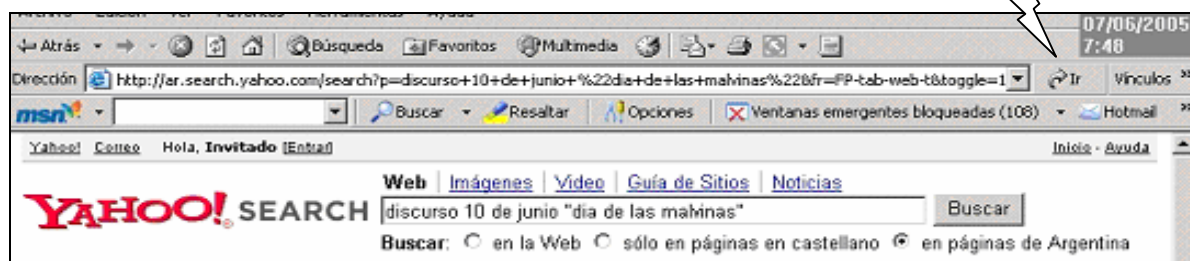 Archivo Edición Ver Favoritos Herramientas Ayuda
07/06/2005
7:48
Atrás Búsqueda Favoritos Multimedia
Dirección http://ar.search.yahoo.com/search?p=discurso+10+de+junio+%22dia+de+las+malvinas%22&fr=FP-tab-web-t&toggle=1 Ir Vínculos »
msn Buscar Resaltar Opciones Ventanas emergentes bloqueadas (108) Hotmail »
Yahoo! Correo Hola, Invitado [Entrar] Inicio - Ayuda
Web | Imágenes | Video | Guía de Sitios | Noticias
YAHOO! SEARCH discurso 10 de junio "dia de las malvinas" Buscar
Buscar: en la Web sólo en páginas en castellano en páginas de Argentina